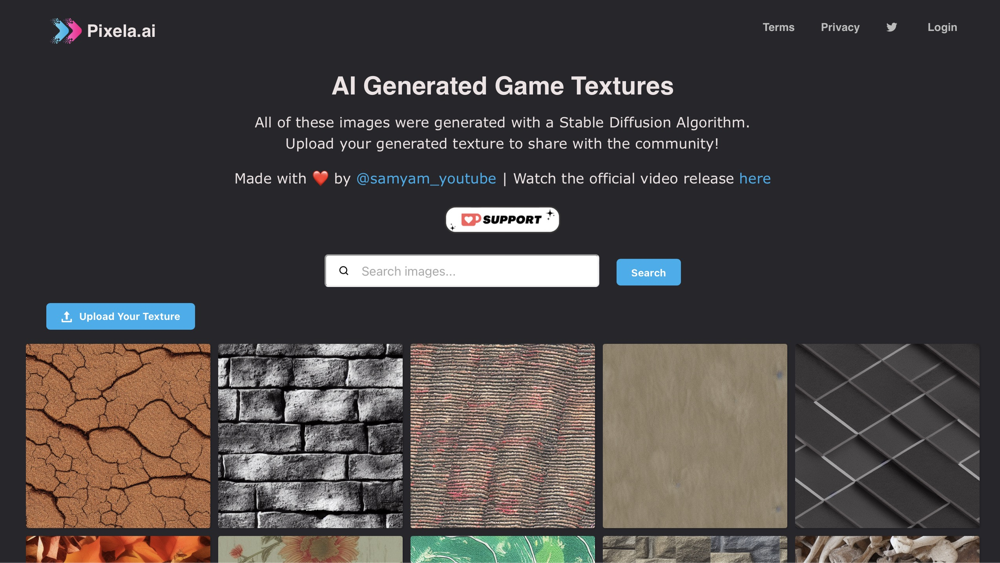 Pixela.ai
Terms Privacy Login
AI Generated Game Textures
All of these images were generated with a Stable Diffusion Algorithm.
Upload your generated texture to share with the community!
Made with ❤️ by @samyam_youtube | Watch the official video release here
SUPPORT
Search images...
Search
Upload Your Texture